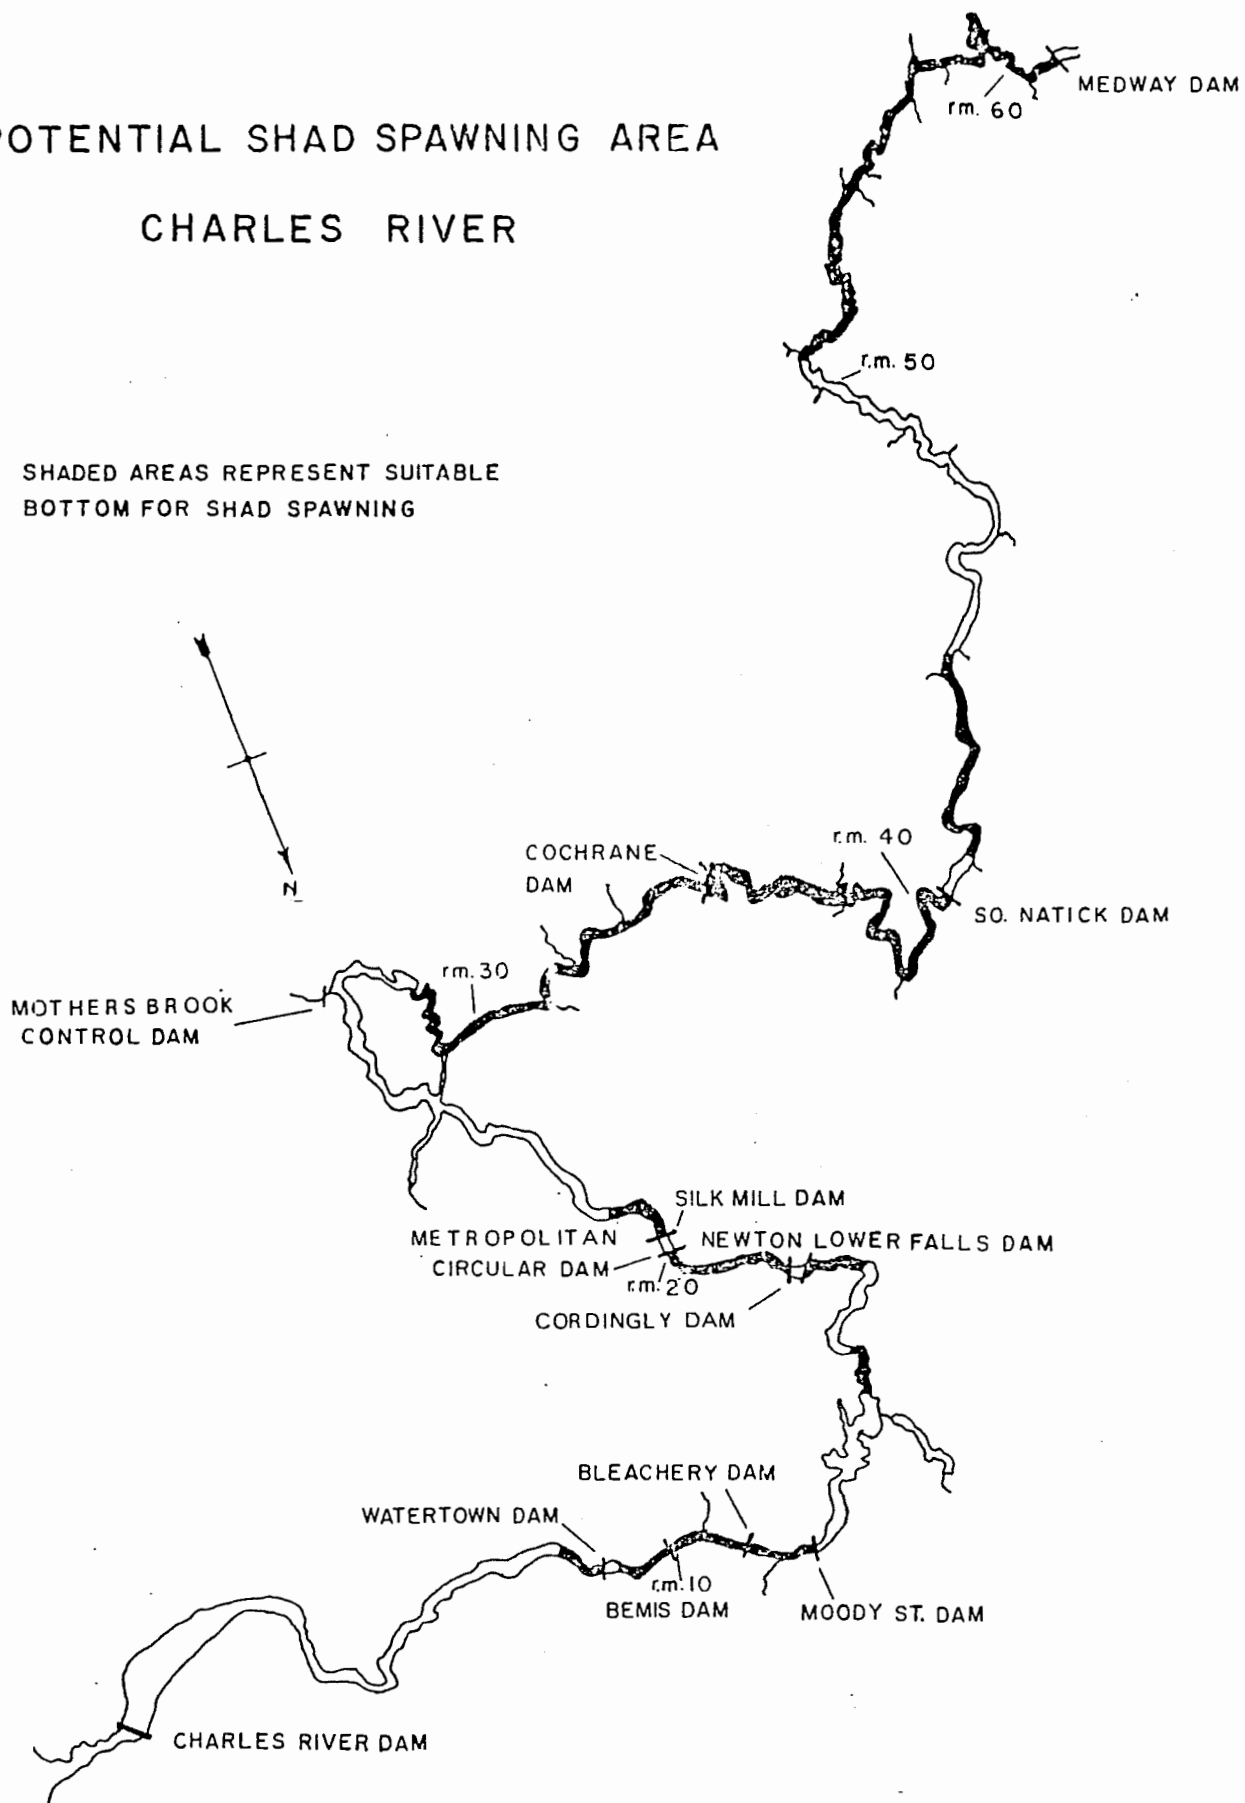 POTENTIAL SHAD SPAWNING AREA
CHARLES RIVER
MEDWAY DAM
r.m. 60
r.m. 50
SHADED AREAS REPRESENT SUITABLE
BOTTOM FOR SHAD SPAWNING
N
r.m. 40
COCHRANE
DAM
SO. NATICK DAM
r.m. 30
MOTHERS BROOK
CONTROL DAM
SILK MILL DAM
METROPOLITAN
CIRCULAR DAM
NEWTON LOWER FALLS DAM
r.m. 20
CORDINGLY DAM
BLEACHERY DAM
WATERTOWN DAM
r.m. 10
BEMIS DAM
MOODY ST. DAM
CHARLES RIVER DAM